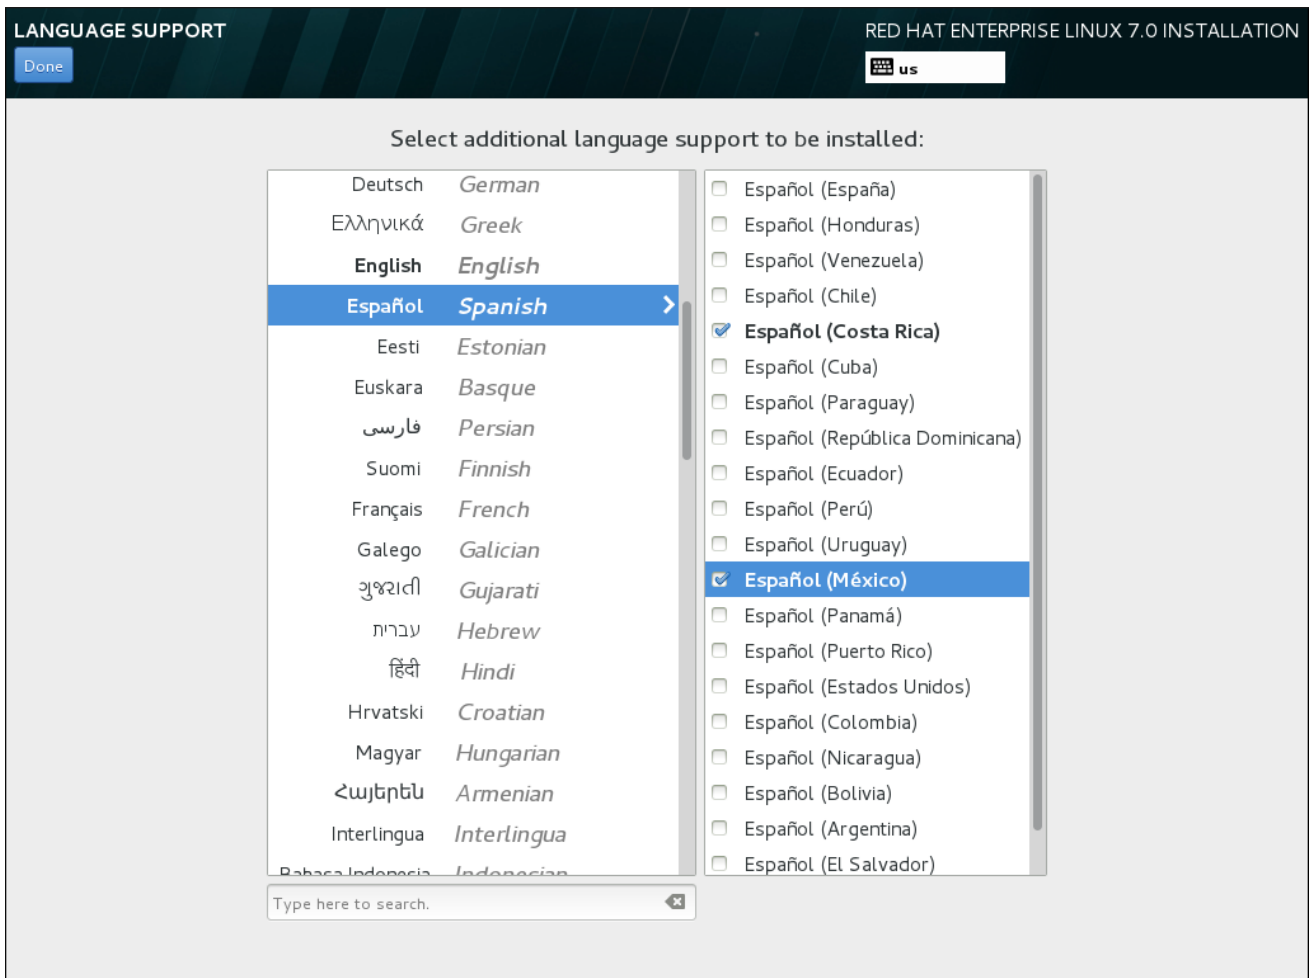 LANGUAGE SUPPORT
RED HAT ENTERPRISE LINUX 7.0 INSTALLATION
Done
us
Select additional language support to be installed:
Deutsch German
Ελληνικά Greek
English English
Español Spanish
Eesti Estonian
Euskara Basque
فارسی Persian
Suomi Finnish
Français French
Galego Galician
ગુજરાતી Gujarati
עברית Hebrew
हिंदी Hindi
Hrvatski Croatian
Magyar Hungarian
Հայերեն Armenian
Interlingua Interlingua
Bahasa Indonesia Indonesian
Type here to search.
Español (España)
Español (Honduras)
Español (Venezuela)
Español (Chile)
Español (Costa Rica)
Español (Cuba)
Español (Paraguay)
Español (República Dominicana)
Español (Ecuador)
Español (Perú)
Español (Uruguay)
Español (México)
Español (Panamá)
Español (Puerto Rico)
Español (Estados Unidos)
Español (Colombia)
Español (Nicaragua)
Español (Bolivia)
Español (Argentina)
Español (El Salvador)